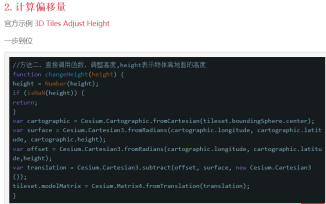 2. 计算偏移量
官方示例 3D Tiles Adjust Height
一步到位
//方法二、直接调用函数、调整高度,height表示物体离地面的高度
function changeHeight(height) {
height = Number(height);
if (isNaN(height)) {
return;
}
var cartographic = Cesium.Cartographic.fromCartesian(tileset.boundingSphere.center);
var surface = Cesium.Cartesian3.fromRadians(cartographic.longitude, cartographic.latit
ude, cartographic.height);
var offset = Cesium.Cartesian3.fromRadians(cartographic.longitude, cartographic.latitu
de,height);
var translation = Cesium.Cartesian3.subtract(offset, surface, new Cesium.Cartesian3
());
tileset.modelMatrix = Cesium.Matrix4.fromTranslation(translation);
}